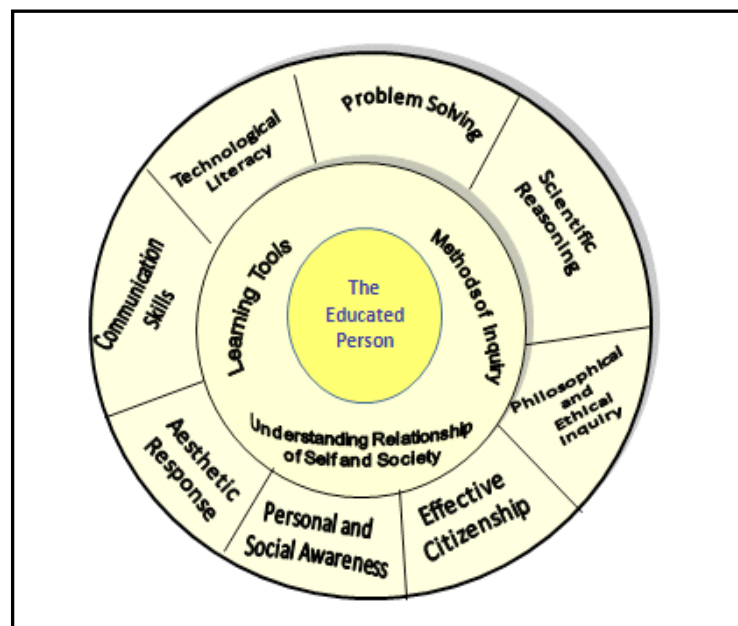 The
Educated
Person
Learning Tools
Methods of Inquiry
Understanding Relationship
of Self and Society
Problem Solving
Scientific
Reasoning
Philosophical
and
Ethical
Inquiry
Effective
Citizenship
Personal and
Social Awareness
Aesthetic
Response
Communication
Skills
Technological
Literacy